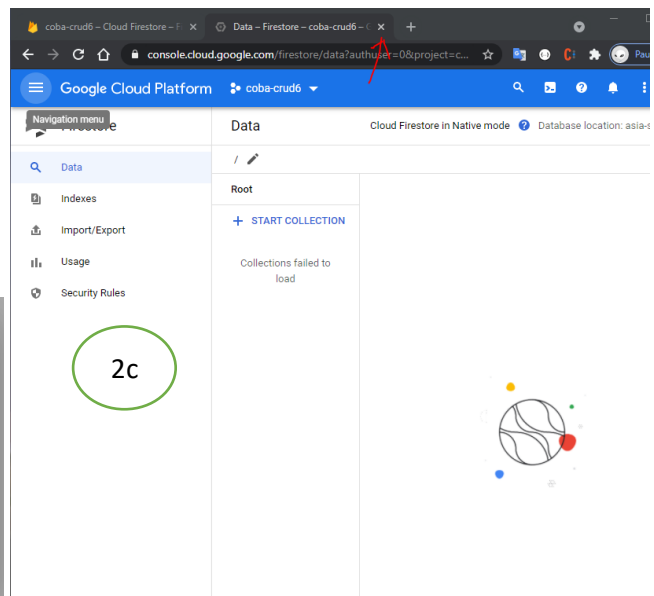 coba-crud6 – Cloud Firestore – F
Data – Firestore – coba-crud6 –
console.cloud.google.com/firestore/data?authuser=0&project=c...
Pau
Google Cloud Platform
coba-crud6
Navigation menu
Data
Cloud Firestore in Native mode
Database location: asia-s
Data
/
Indexes
Root
Import/Export
START COLLECTION
Usage
Collections failed to
load
Security Rules
2c